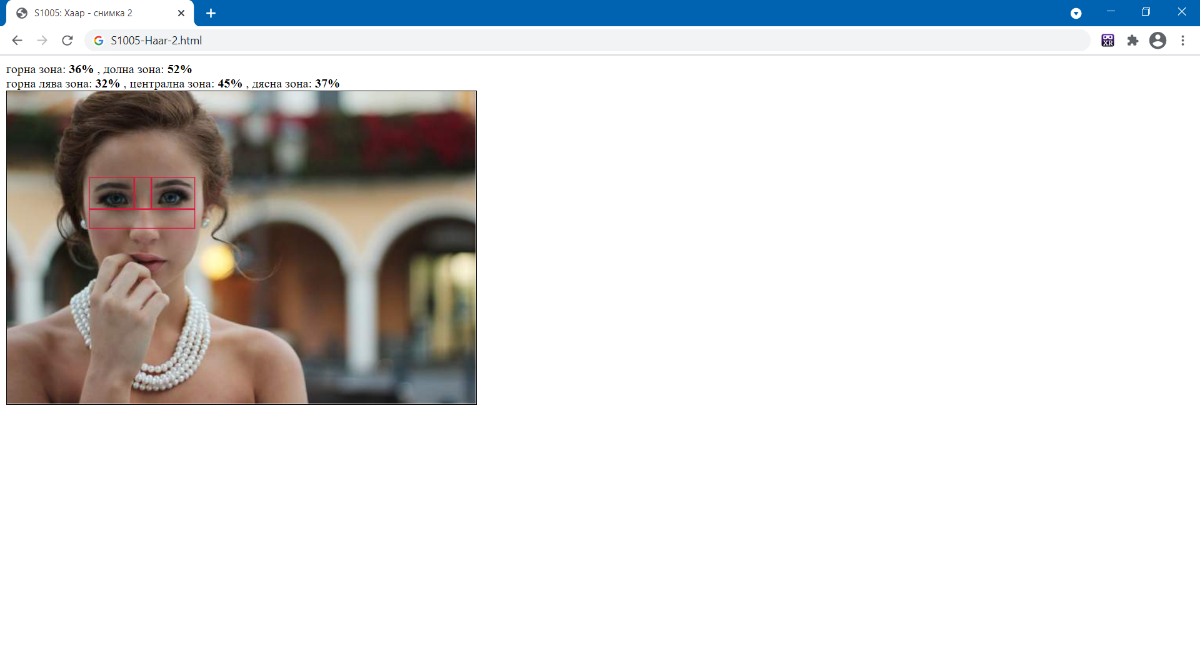 S1005: Хаар - снимка 2
S1005-Haar-2.html
горна зона: 36% , долна зона: 52%
горна лява зона: 32% , централна зона: 45% , дясна зона: 37%